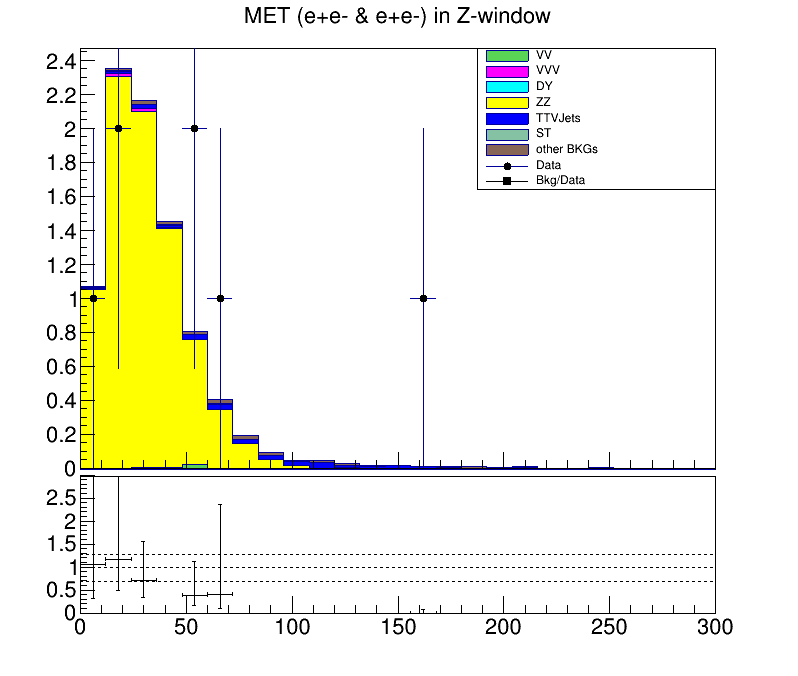 MET (e+e- & e+e-) in Z-window
VV
VVV
DY
ZZ
TTVJets
ST
other BKGs
Data
Bkg/Data
2.4
2.2
2
1.8
1.6
1.4
1.2
1
0.8
0.6
0.4
0.2
0
2.5
2
1.5
1
0.5
0
0 50 100 150 200 250 300